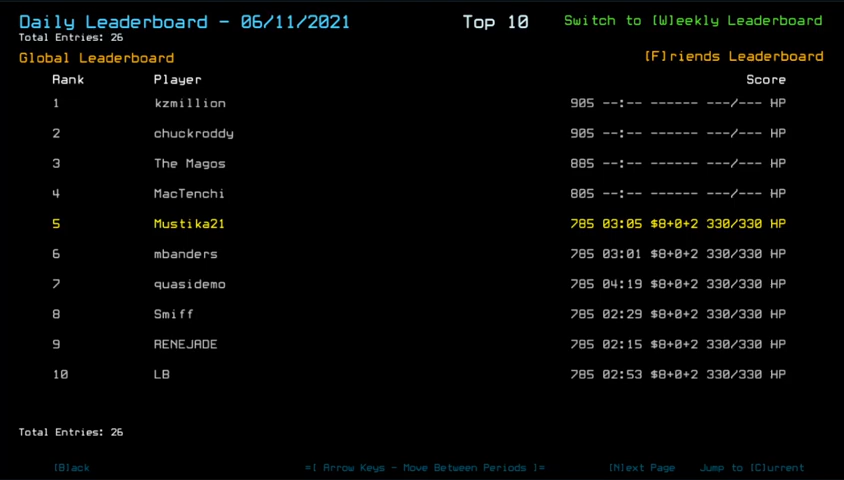 Daily Leaderboard - 06/11/2021 Top 10 Switch to [W]eekly Leaderboard
Total Entries: 26
Global Leaderboard [F]riends Leaderboard
Rank Player Score
1 kzmillion 905 --:-- ------ ---/--- HP
2 chuckroddy 905 --:-- ------ ---/--- HP
3 The Magos 885 --:-- ------ ---/--- HP
4 MacTenchi 805 --:-- ------ ---/--- HP
5 Mustika21 785 03:05 $8+0+2 330/330 HP
6 mbanders 785 03:01 $8+0+2 330/330 HP
7 quasidemo 785 04:19 $8+0+2 330/330 HP
8 Smiff 785 02:29 $8+0+2 330/330 HP
9 RENEJADE 785 02:15 $8+0+2 330/330 HP
10 LB 785 02:53 $8+0+2 330/330 HP
Total Entries: 26
[B]ack =[ Arrow Keys - Move Between Periods ]= [N]ext Page Jump to [C]urrent